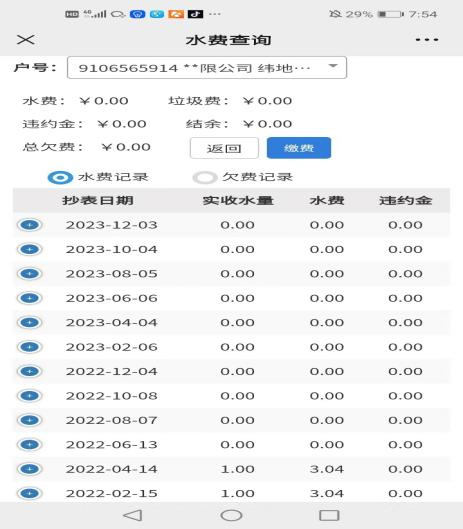 HD 4G 29% 7:54
水费查询
户号: 9106565914 **限公司 纬地…
水费: ￥0.00 垃圾费: ￥0.00
违约金: ￥0.00 结余: ￥0.00
总欠费: ￥0.00 返回 缴费
水费记录 欠费记录
抄表日期 实收水量 水费 违约金
2023-12-03 0.00 0.00 0.00
2023-10-04 0.00 0.00 0.00
2023-08-05 0.00 0.00 0.00
2023-06-06 0.00 0.00 0.00
2023-04-04 0.00 0.00 0.00
2023-02-06 0.00 0.00 0.00
2022-12-04 0.00 0.00 0.00
2022-10-08 0.00 0.00 0.00
2022-08-07 0.00 0.00 0.00
2022-06-13 0.00 0.00 0.00
2022-04-14 1.00 3.04 0.00
2022-02-15 1.00 3.04 0.00